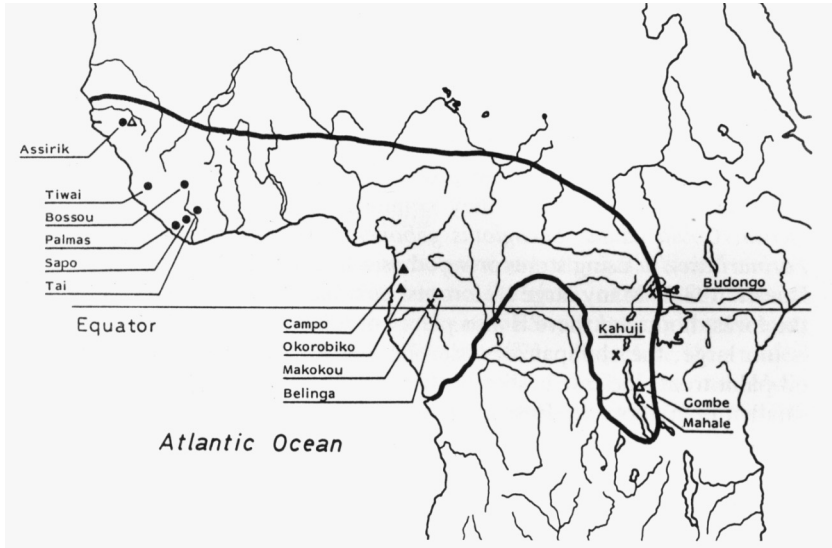 Assirik
Tiwai
Bossou
Palmas
Sapo
Tai
Equator
Campo
Okorobiko
Makokou
Belinga
Budongo
Kahuji
Gombe
Mahale
Atlantic Ocean